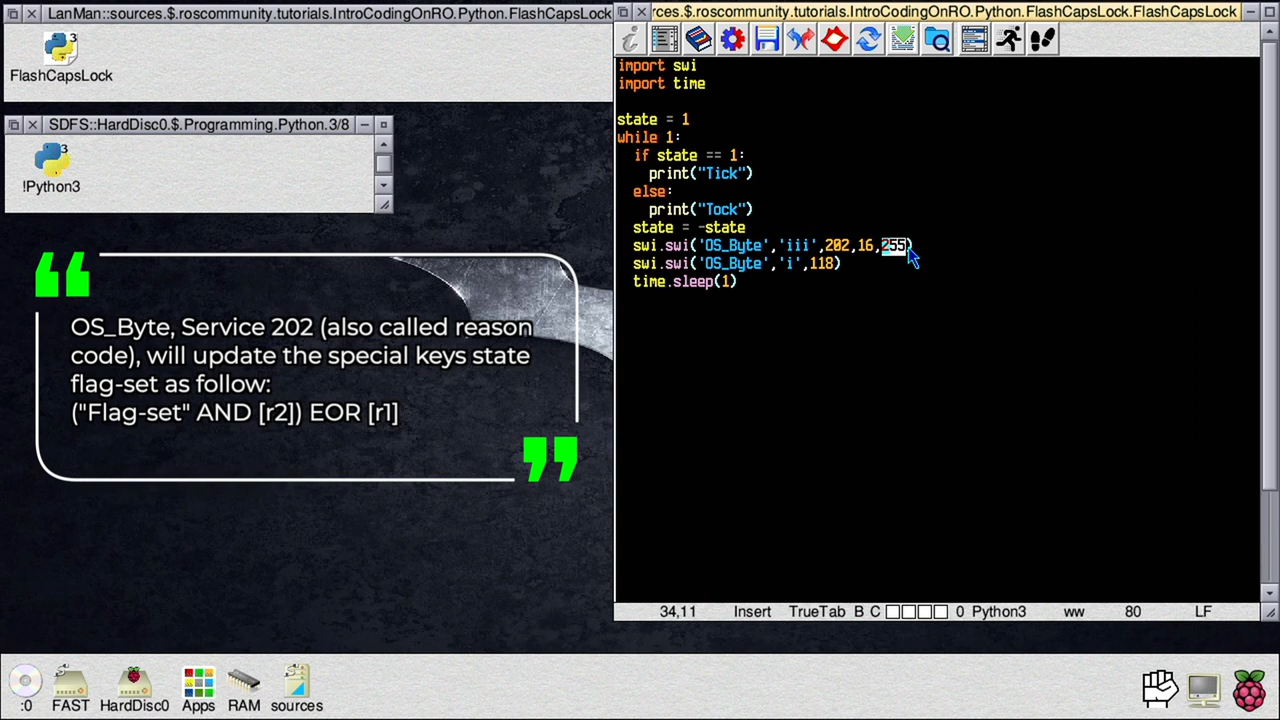 LanMan::sources.$.roscommunity.tutorials.IntroCodingOnRO.Python.FlashCapsLock
3
FlashCapsLock
SDFS::HardDisc0.$.Programming.Python.3/8
3
!Python3
OS_Byte, Service 202 (also called reason
code), will update the special keys state
flag-set as follow:
("Flag-set" AND [r2]) EOR [r1]
rces.$.roscommunity.tutorials.IntroCodingOnRO.Python.FlashCapsLock.FlashCapsLock
import swi
import time
state = 1
while 1:
if state == 1:
print("Tick")
else:
print("Tock")
state = -state
swi.swi('OS_Byte','iii',202,16,255)
swi.swi('OS_Byte','i',118)
time.sleep(1)
34,11 Insert TrueTab B C 0 Python3 ww 80 LF
:0 FAST HardDisc0 Apps RAM sources